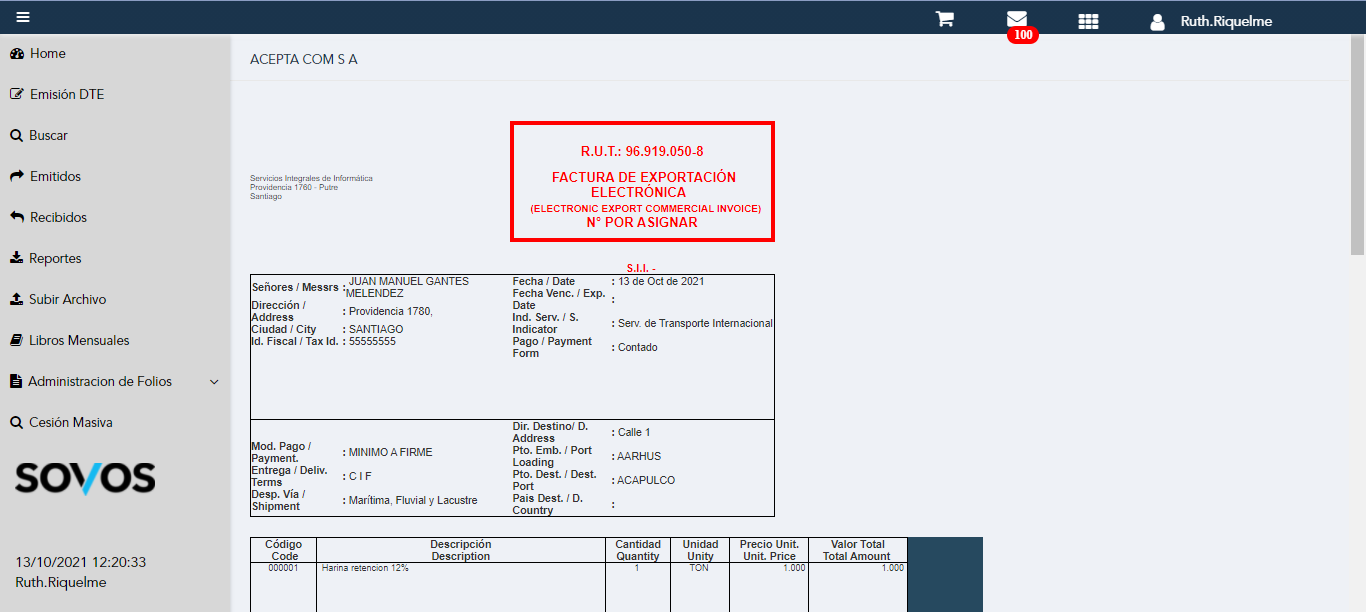 Ruth.Riquelme
100
Home
Emisión DTE
Buscar
Emitidos
Recibidos
Reportes
Subir Archivo
Libros Mensuales
Administracion de Folios
Cesión Masiva
SOVOS
13/10/2021 12:20:33
Ruth.Riquelme
ACEPTA COM S A
Servicios Integrales de Informática
Providencia 1760 - Putre
Santiago
R.U.T.: 96.919.050-8
FACTURA DE EXPORTACIÓN
ELECTRÓNICA
(ELECTRONIC EXPORT COMMERCIAL INVOICE)
N° POR ASIGNAR
S.I.I. -
Señores / Messrs : JUAN MANUEL GANTES
MELENDEZ
Dirección /
Address : Providencia 1780,
Ciudad / City : SANTIAGO
Id. Fiscal / Tax Id. : 55555555
Fecha / Date : 13 de Oct de 2021
Fecha Venc. / Exp.
Date :
Ind. Serv. / S.
Indicator : Serv. de Transporte Internacional
Pago / Payment
Form : Contado
Mod. Pago /
Payment. : MINIMO A FIRME
Entrega / Deliv.
Terms : C I F
Desp. Vía /
Shipment : Marítima, Fluvial y Lacustre
Dir. Destino/ D.
Address : Calle 1
Pto. Emb. / Port
Loading : AARHUS
Pto. Dest. / Dest.
Port : ACAPULCO
Pais Dest. / D.
Country :
Código Descripción Cantidad Unidad Precio Unit. Valor Total
Code Description Quantity Unity Unit. Price Total Amount
000001 Harina retencion 12% 1 TON 1.000 1.000